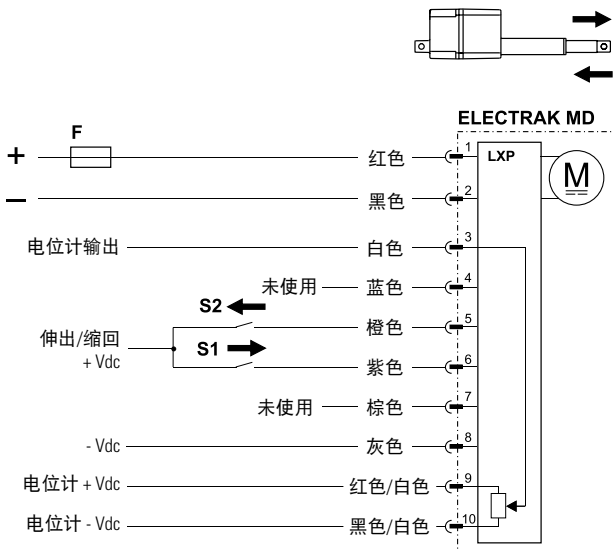 ELECTRAK MD
+ F 红色 1 LXP M
− 黑色 2
电位计输出 白色 3
未使用 蓝色 4
S2 橙色 5
伸出/缩回
+ Vdc
S1 紫色 6
未使用 棕色 7
- Vdc 灰色 8
电位计 + Vdc 红色/白色 9
电位计 - Vdc 黑色/白色 10